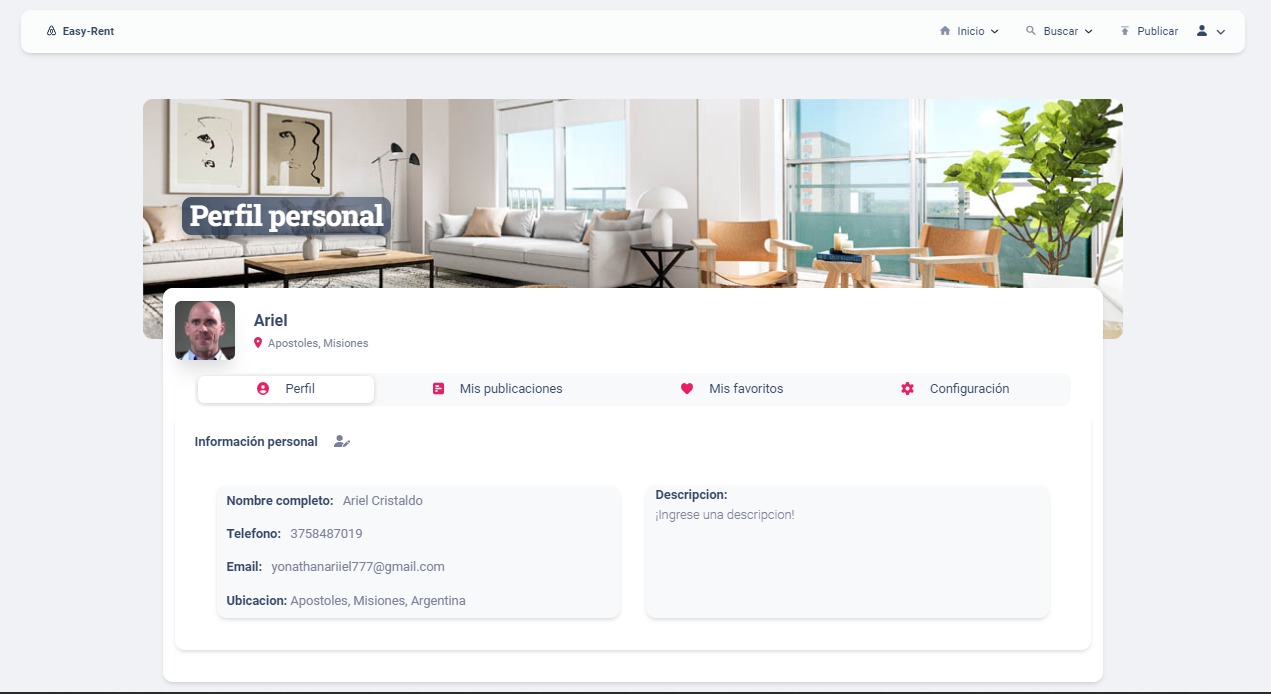 Easy-Rent
Inicio
Buscar
Publicar
Perfil personal
Ariel
Apostoles, Misiones
Perfil
Mis publicaciones
Mis favoritos
Configuración
Información personal
Nombre completo: Ariel Cristaldo
Telefono: 3758487019
Email: yonathanariiel777@gmail.com
Ubicacion: Apostoles, Misiones, Argentina
Descripcion:
¡Ingrese una descripcion!